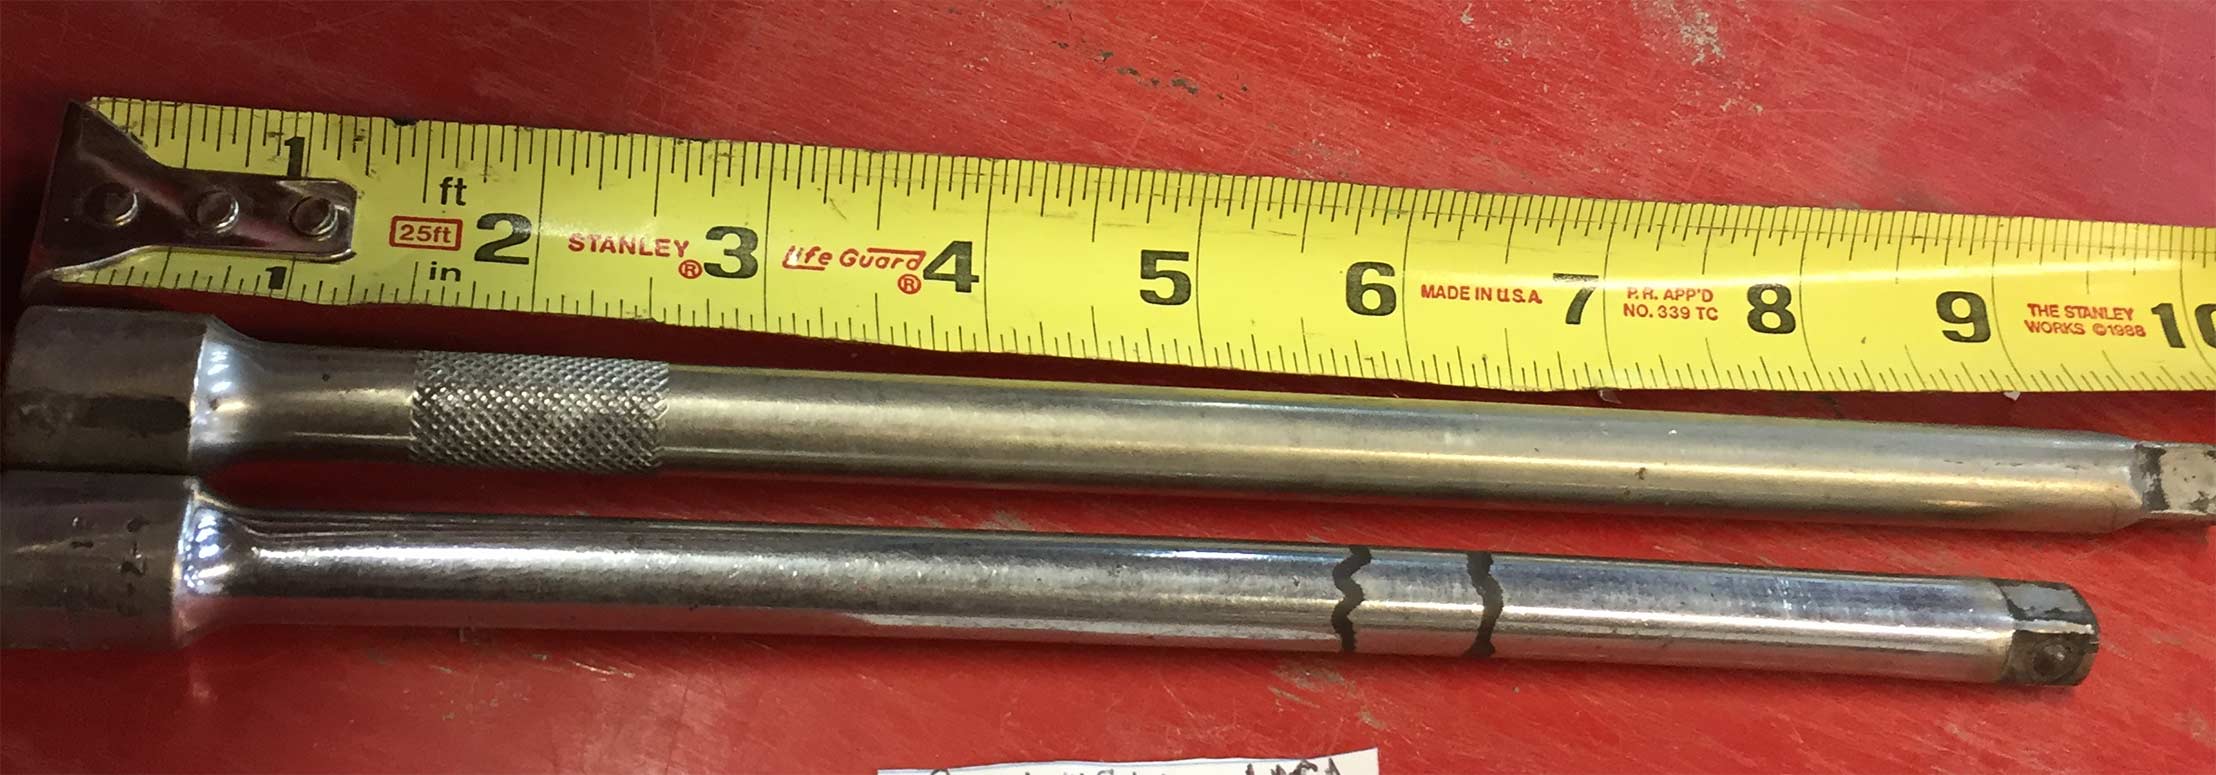 1
ft
25ft
in
1
2
STANLEY®
3
Life Guard®
4
5
6
MADE IN U.S.A.
7
P.R. APP'D
NO. 339 TC
8
9
THE STANLEY
WORKS ©1988
10